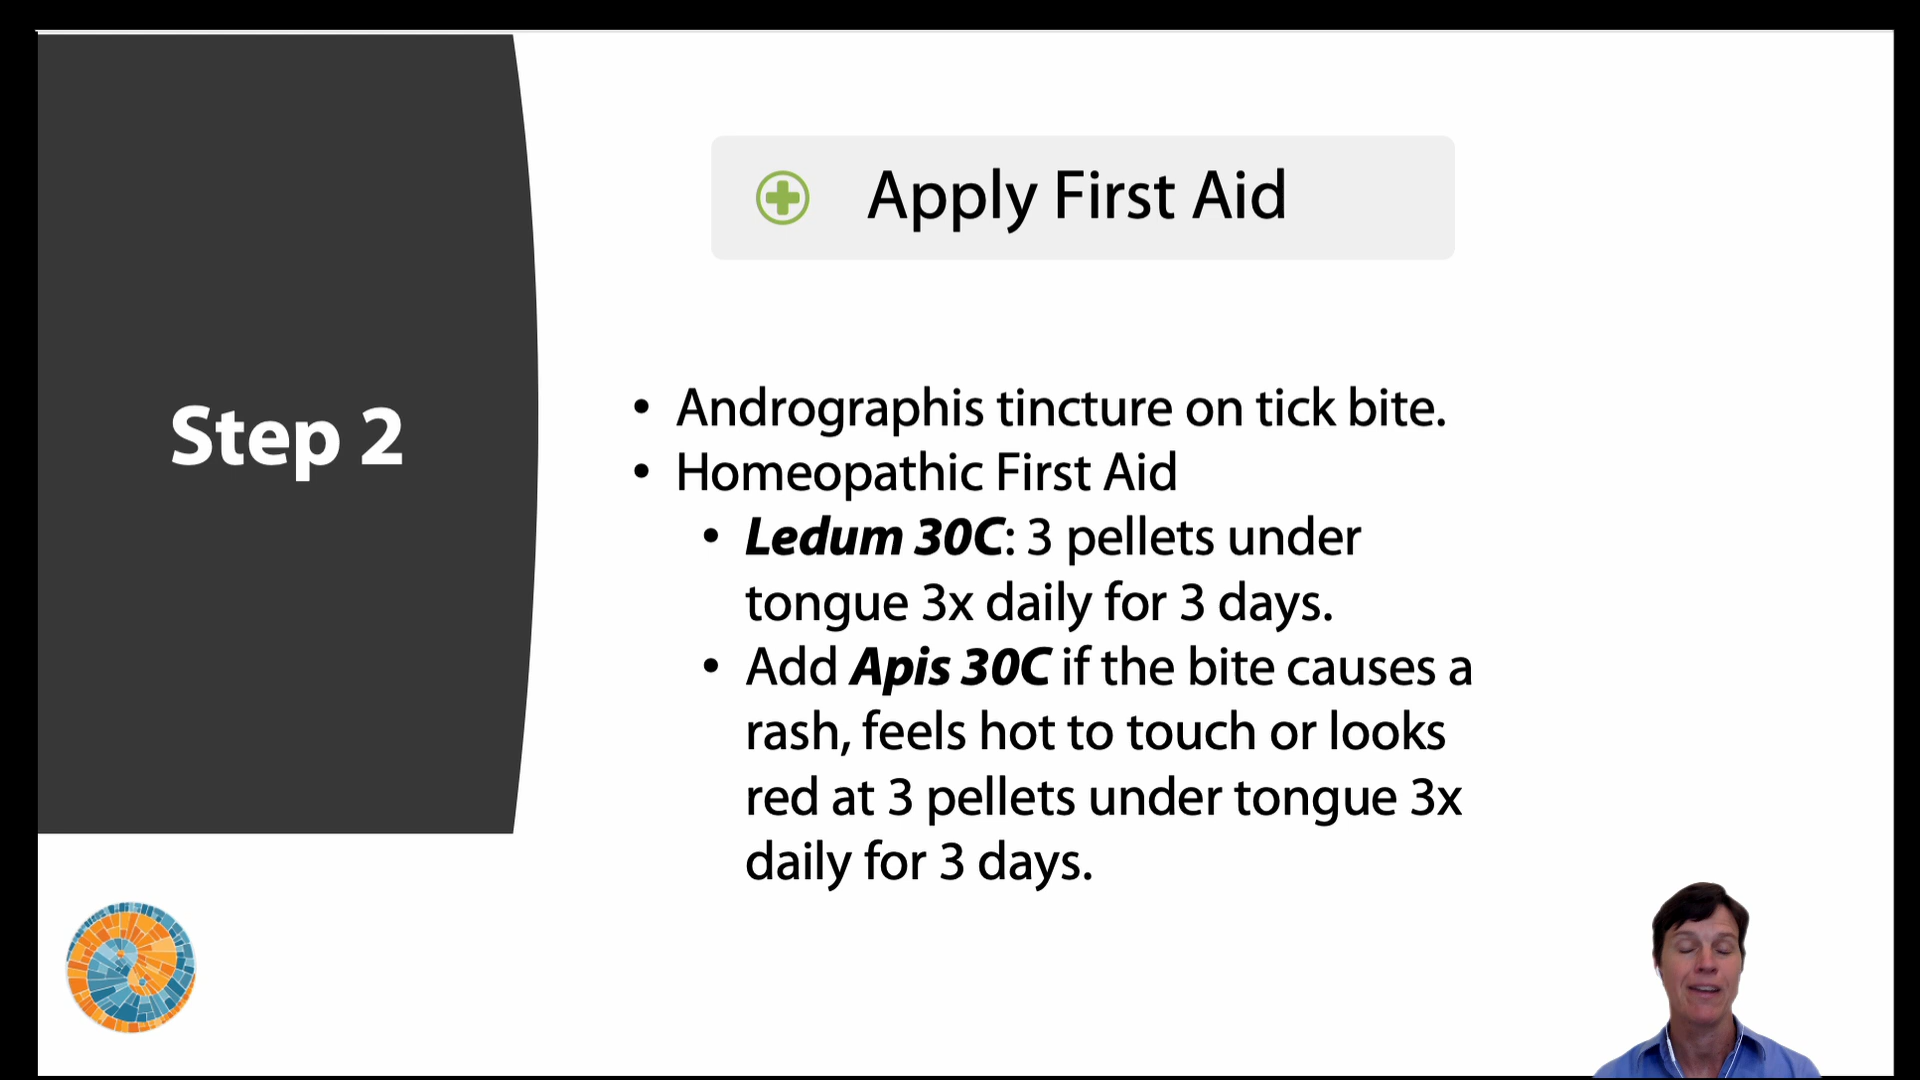 Step 2
Apply First Aid
• Andrographis tincture on tick bite.
• Homeopathic First Aid
• Ledum 30C: 3 pellets under
tongue 3x daily for 3 days.
• Add Apis 30C if the bite causes a
rash, feels hot to touch or looks
red at 3 pellets under tongue 3x
daily for 3 days.